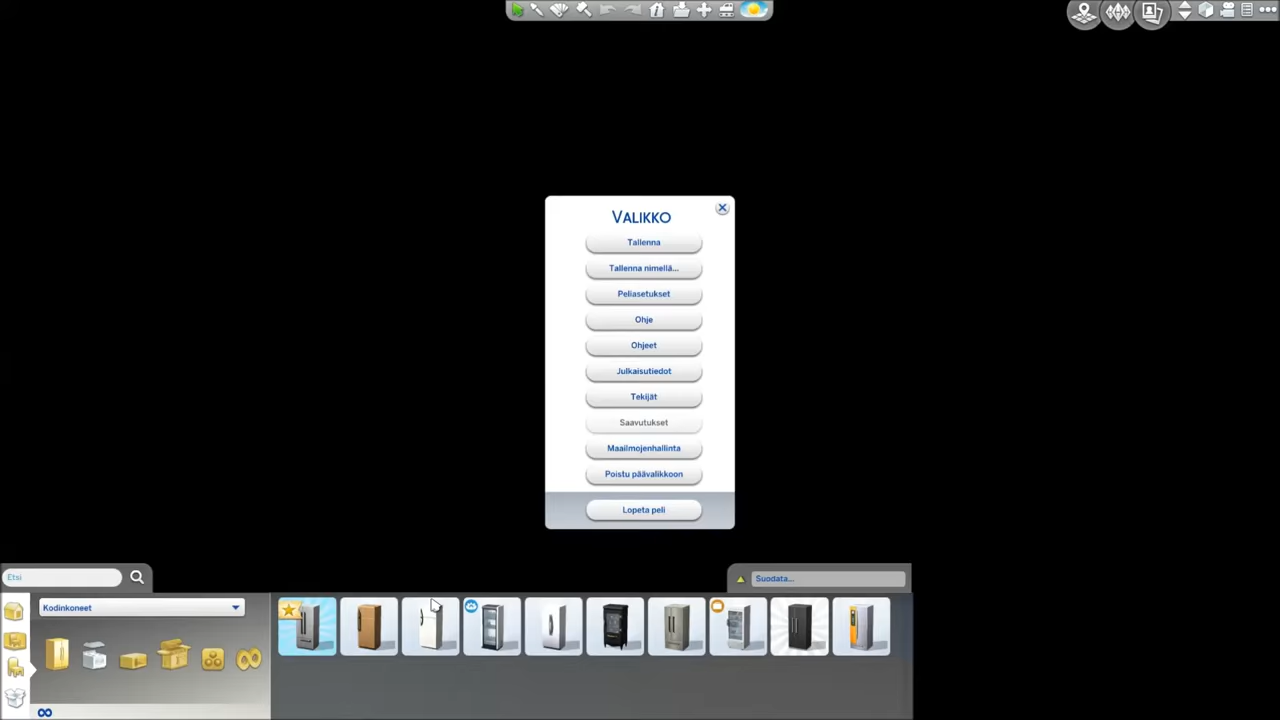 VALIKKO
Tallenna
Tallenna nimellä...
Peliasetukset
Ohje
Ohjeet
Julkaisutiedot
Tekijät
Saavutukset
Maailmojenhallinta
Poistu päävalikkoon
Lopeta peli
Etsi
Suodata...
Kodinkoneet